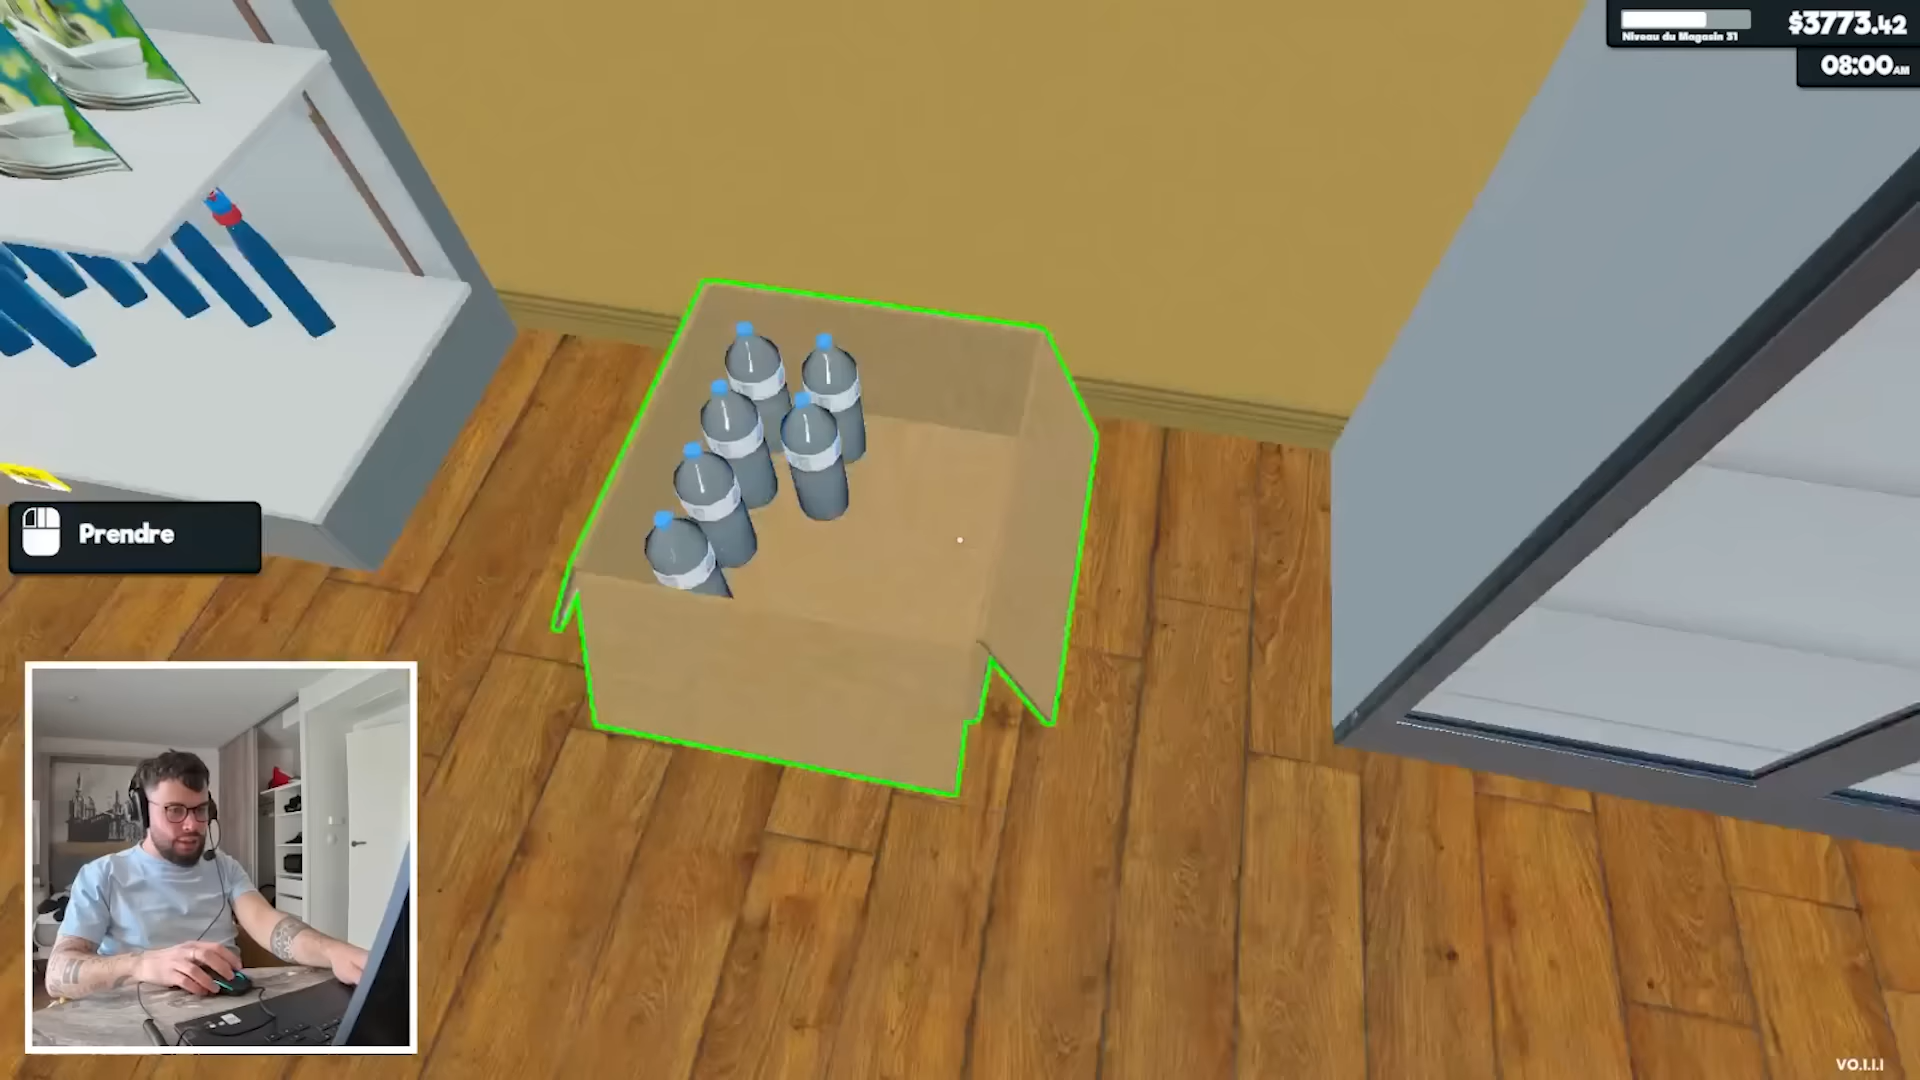 $3773.42
Niveau du Magasin 31
08:00AM
Prendre
V0.1.1.1